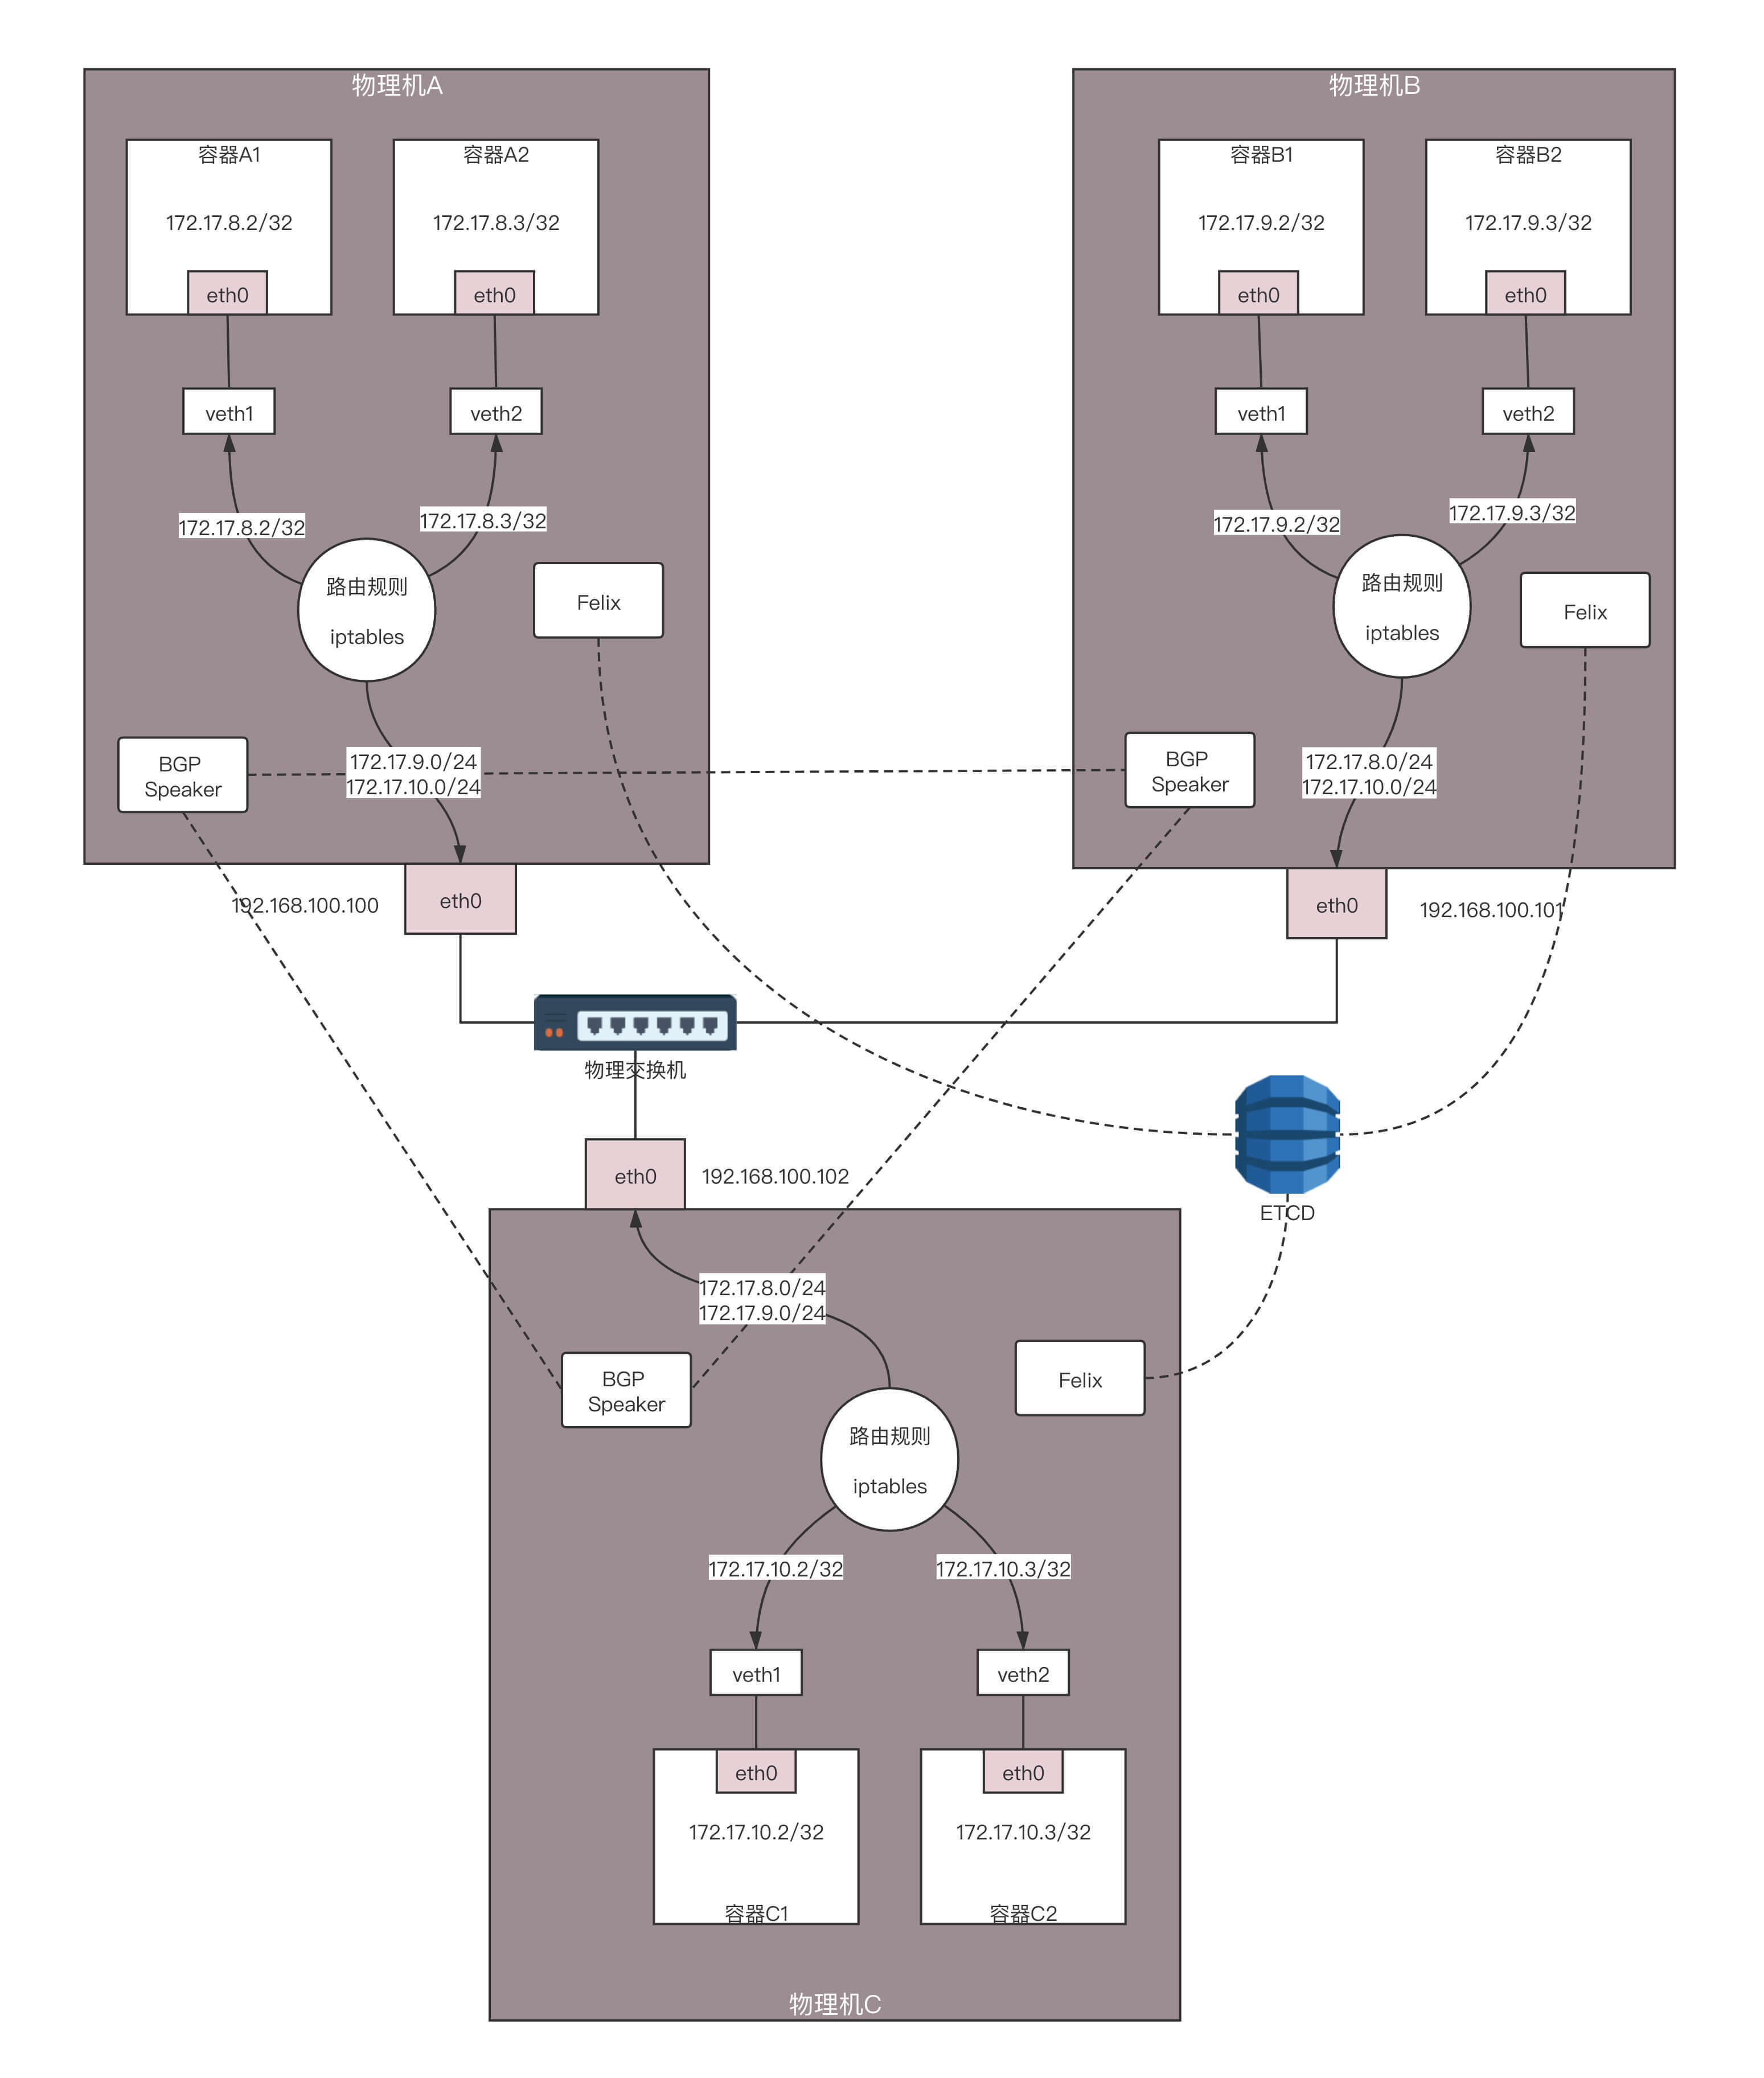 物理机A
容器A1
容器A2
172.17.8.2/32
172.17.8.3/32
eth0
eth0
veth1
veth2
172.17.8.2/32
172.17.8.3/32
路由规则
iptables
Felix
BGP
Speaker
172.17.9.0/24
172.17.10.0/24
192.168.100.100
eth0
物理机B
容器B1
容器B2
172.17.9.2/32
172.17.9.3/32
eth0
eth0
veth1
veth2
172.17.9.2/32
172.17.9.3/32
路由规则
iptables
Felix
BGP
Speaker
172.17.8.0/24
172.17.10.0/24
eth0
192.168.100.101
物理交换机
ETCD
eth0
192.168.100.102
172.17.8.0/24
172.17.9.0/24
BGP
Speaker
Felix
路由规则
iptables
172.17.10.2/32
172.17.10.3/32
veth1
veth2
eth0
eth0
172.17.10.2/32
172.17.10.3/32
容器C1
容器C2
物理机C